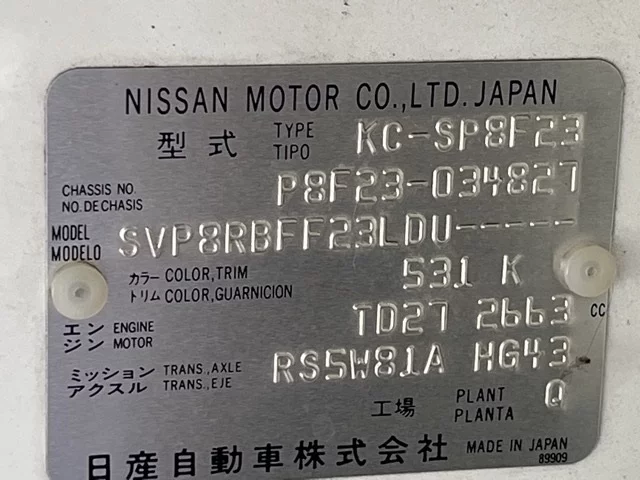 NISSAN MOTOR CO.,LTD. JAPAN
型式 TYPE TIPO KC-SP8F23
CHASSIS NO. NO. DE CHASIS P8F23-034827
MODEL MODELO SVP8RBFF23LDU-----
カラー COLOR,TRIM トリム COLOR,GUARNICION 531 K
エンジン ENGINE MOTOR TD27 2663 CC
ミッション TRANS.,AXLE アクスル TRANS.,EJE RS5W81A HG43
工場 PLANT PLANTA Q
日産自動車株式会社 MADE IN JAPAN
89909